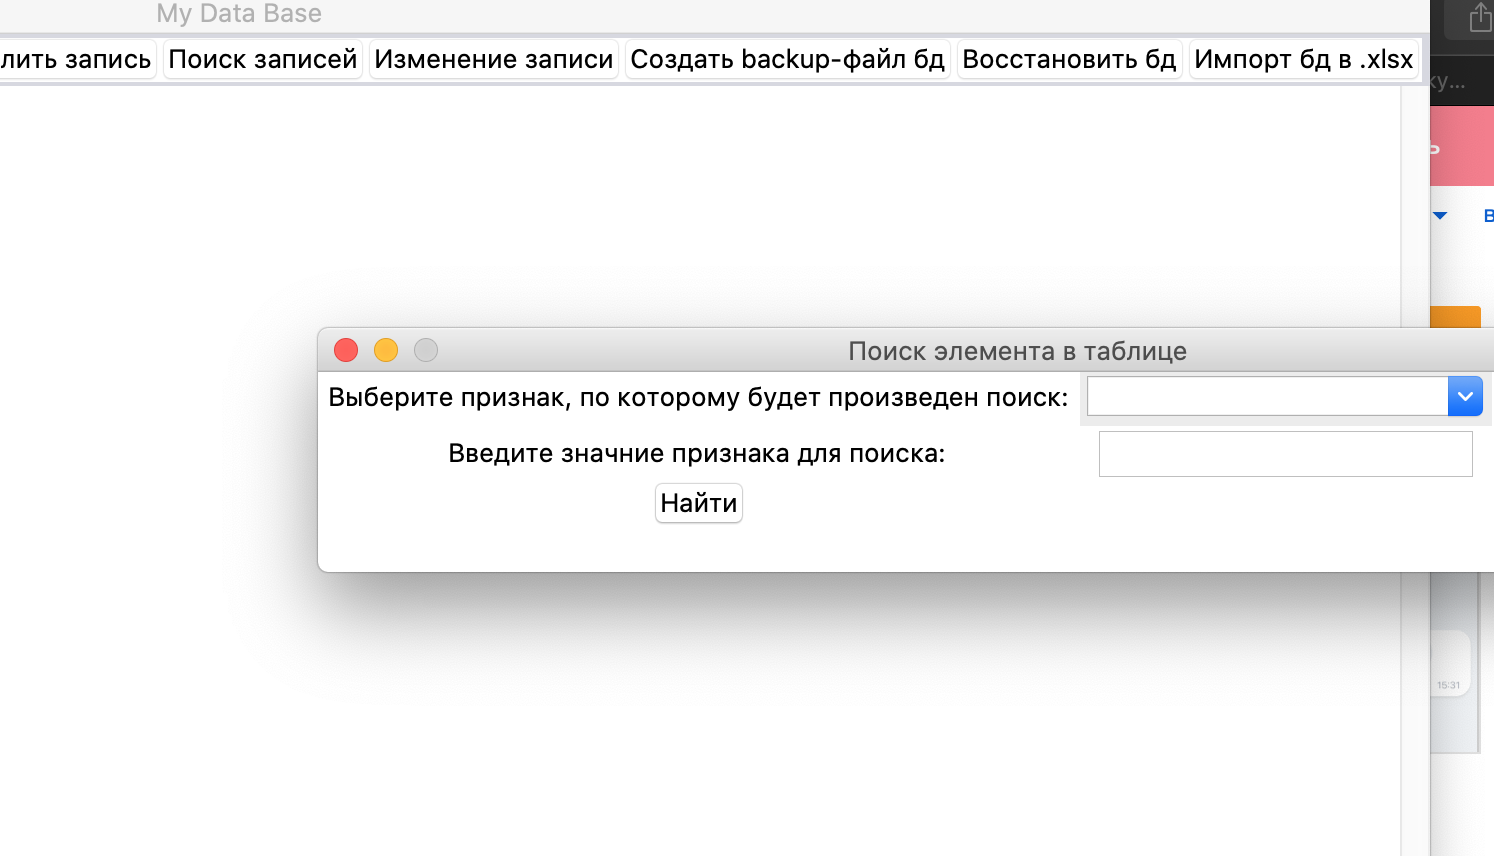 My Data Base
лить запись Поиск записей Изменение записи Создать backup-файл бд Восстановить бд Импорт бд в .xlsx
ку...
ь
в
Поиск элемента в таблице
Выберите признак, по которому будет произведен поиск:
Введите значние признака для поиска:
Найти
15:31